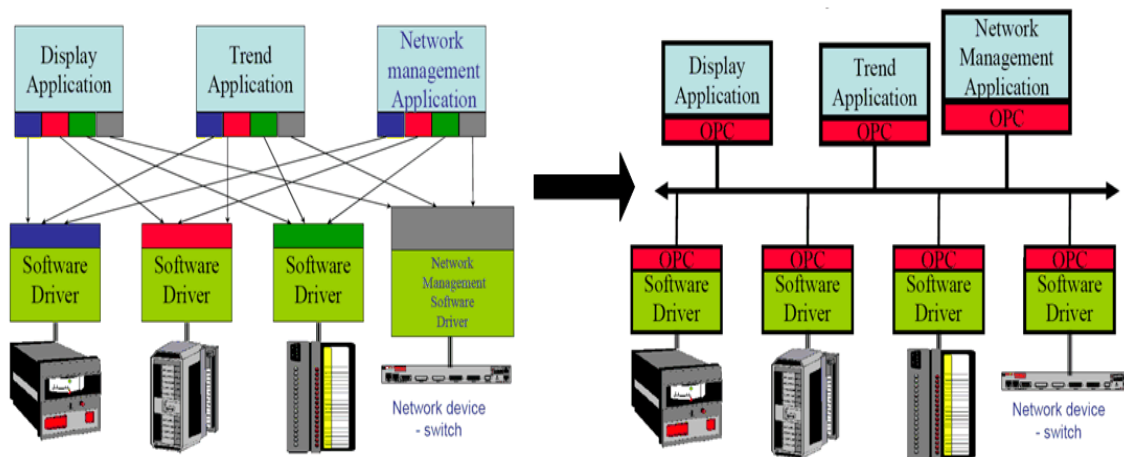 Display
Application
Trend
Application
Network
management
Application
Software
Driver
Software
Driver
Software
Driver
Network
Management
Software
Driver
Network device
- switch
Display
Application
OPC
Trend
Application
OPC
Network
Management
Application
OPC
OPC
Software
Driver
OPC
Software
Driver
OPC
Software
Driver
OPC
Software
Driver
Network device
- switch